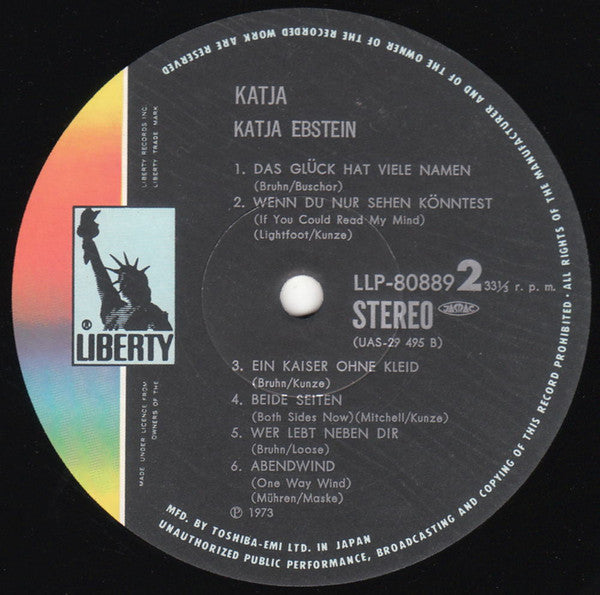 KATJA
KATJA EBSTEIN
1. DAS GLÜCK HAT VIELE NAMEN
(Bruhn/Buschor)
2. WENN DU NUR SEHEN KÖNNTEST
(If You Could Read My Mind)
(Lightfoot/Kunze)
LLP-80889 2 33⅓ r. p. m.
STEREO JASRAC
(UAS-29 495 B)
3. EIN KAISER OHNE KLEID
(Bruhn/Kunze)
4. BEIDE SEITEN
(Both Sides Now)(Mitchell/Kunze)
5. WER LEBT NEBEN DIR
(Bruhn/Loose)
6. ABENDWIND
(One Way Wind)
(Mühren/Maske)
Ⓟ 1973
® LIBERTY
LIBERTY RECORDS INC.
LIBERTY TRADE MARK
MADE UNDER LICENCE FROM
OWNERS OF THE
MFD. BY TOSHIBA-EMI LTD. IN JAPAN
UNAUTHORIZED PUBLIC PERFORMANCE, BROADCASTING AND COPYING OF THIS RECORD PROHIBITED · ALL RIGHTS OF THE MANUFACTURER AND OF THE OWNER OF THE RECORDED WORK ARE RESERVED